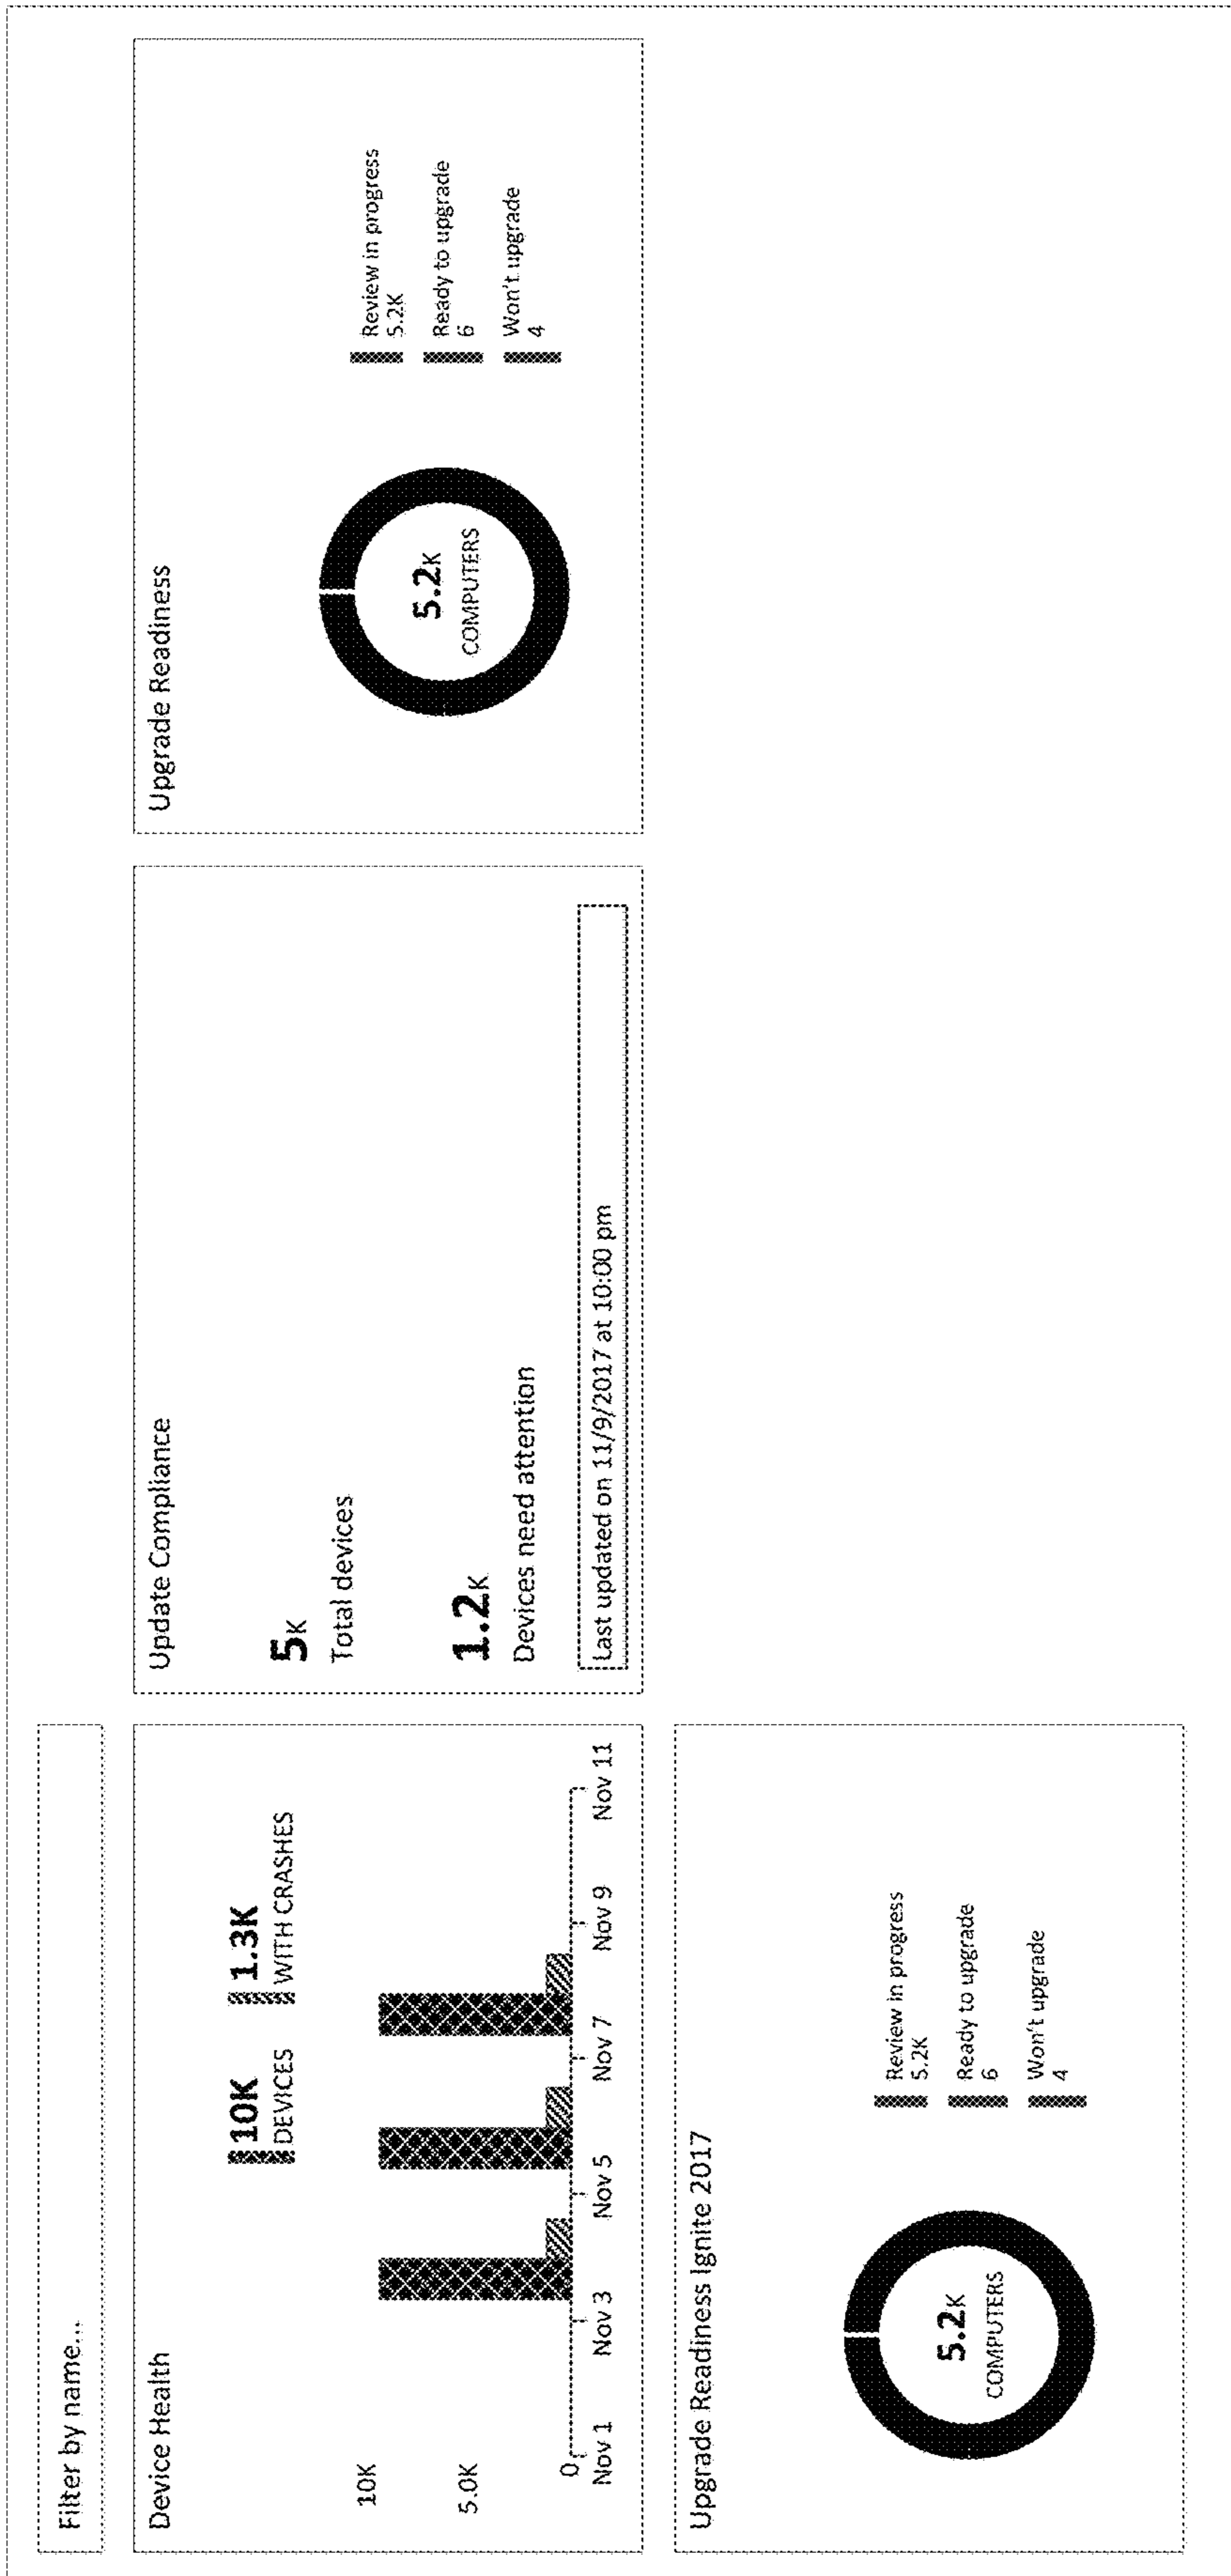 Filter by name...
Device Health
10K
DEVICES
1.3K
WITH CRASHES
10K
5.0K
0
Nov 1 Nov 3 Nov 5 Nov 7 Nov 9 Nov 11
Update Compliance
5K
Total devices
1.2K
Devices need attention
Last updated on 11/9/2017 at 10:00 pm
Upgrade Readiness
5.2K
COMPUTERS
Review in progress
5.2K
Ready to upgrade
6
Won't upgrade
4
Upgrade Readiness Ignite 2017
5.2K
COMPUTERS
Review in progress
5.2K
Ready to upgrade
6
Won't upgrade
4